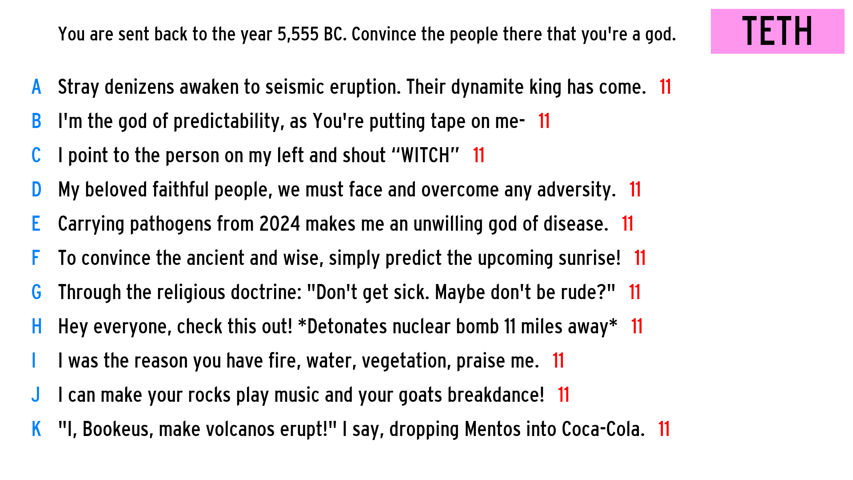 You are sent back to the year 5,555 BC. Convince the people there that you're a god.
TETH
A Stray denizens awaken to seismic eruption. Their dynamite king has come. 11
B I'm the god of predictability, as You're putting tape on me- 11
C I point to the person on my left and shout “WITCH” 11
D My beloved faithful people, we must face and overcome any adversity. 11
E Carrying pathogens from 2024 makes me an unwilling god of disease. 11
F To convince the ancient and wise, simply predict the upcoming sunrise! 11
G Through the religious doctrine: "Don't get sick. Maybe don't be rude?" 11
H Hey everyone, check this out! *Detonates nuclear bomb 11 miles away* 11
I I was the reason you have fire, water, vegetation, praise me. 11
J I can make your rocks play music and your goats breakdance! 11
K "I, Bookeus, make volcanos erupt!" I say, dropping Mentos into Coca-Cola. 11